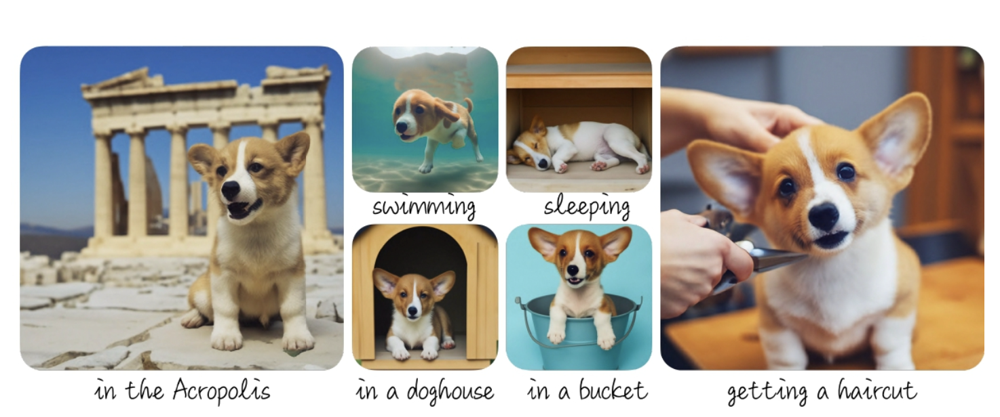 in the Acropolis
swimming
sleeping
in a doghouse
in a bucket
getting a haircut